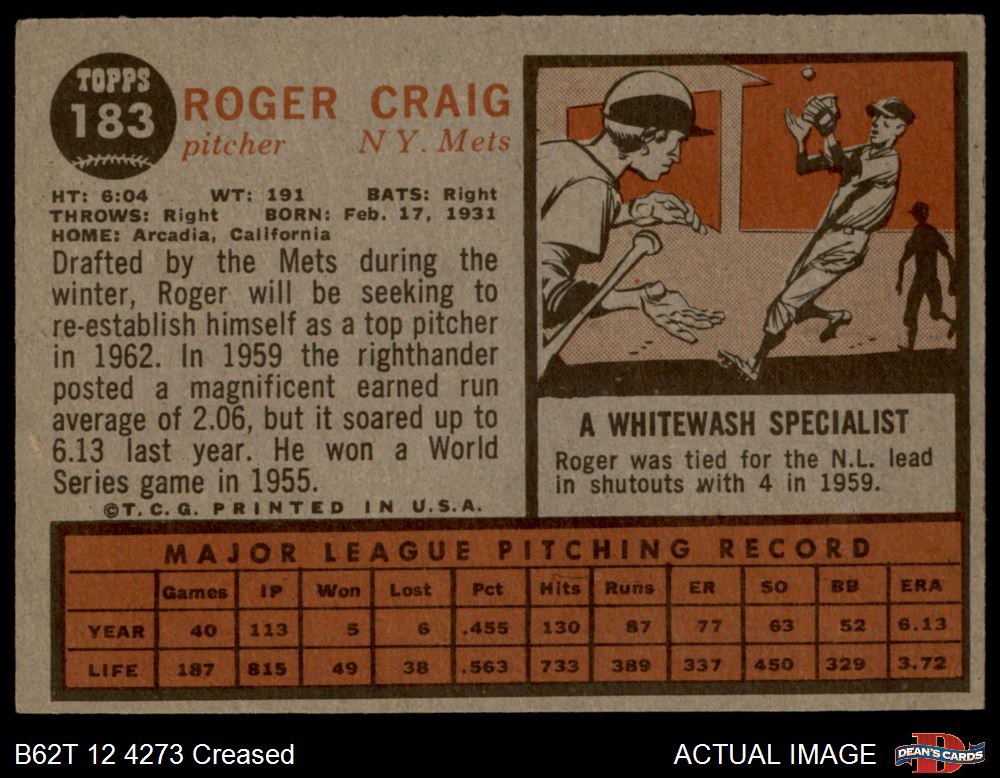 TOPPS
183
ROGER CRAIG
pitcher N Y. Mets
HT: 6:04 WT: 191 BATS: Right
THROWS: Right BORN: Feb. 17, 1931
HOME: Arcadia, California
Drafted by the Mets during the
winter, Roger will be seeking to
re-establish himself as a top pitcher
in 1962. In 1959 the righthander
posted a magnificent earned run
average of 2.06, but it soared up to
6.13 last year. He won a World
Series game in 1955.
©T.C.G. PRINTED IN U.S.A.
A WHITEWASH SPECIALIST
Roger was tied for the N.L. lead
in shutouts with 4 in 1959.
MAJOR LEAGUE PITCHING RECORD
Games IP Won Lost Pct Hits Runs ER SO BB ERA
YEAR 40 113 5 6 .455 130 87 77 63 52 6.13
LIFE 187 815 49 38 .563 733 389 337 450 329 3.72
B62T 12 4273 Creased ACTUAL IMAGE DEAN'S CARDS